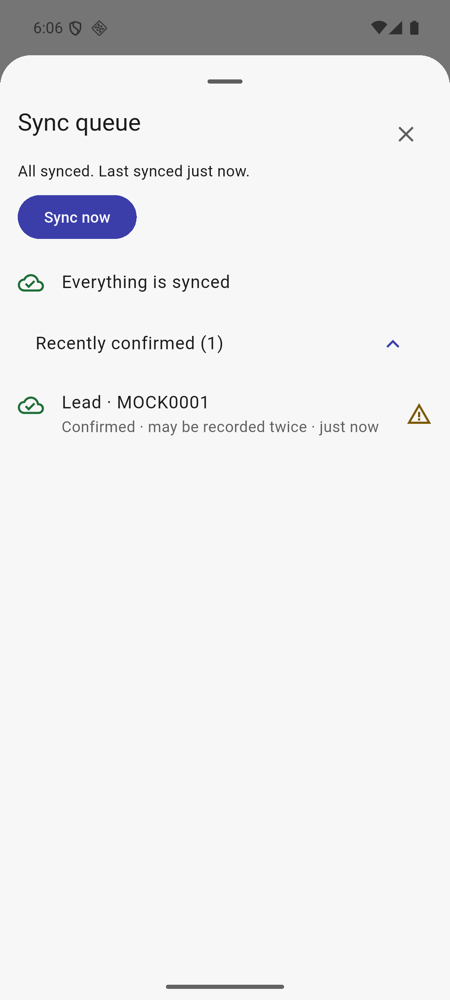 6:06
Sync queue
All synced. Last synced just now.
Sync now
Everything is synced
Recently confirmed (1)
Lead · MOCK0001
Confirmed · may be recorded twice · just now